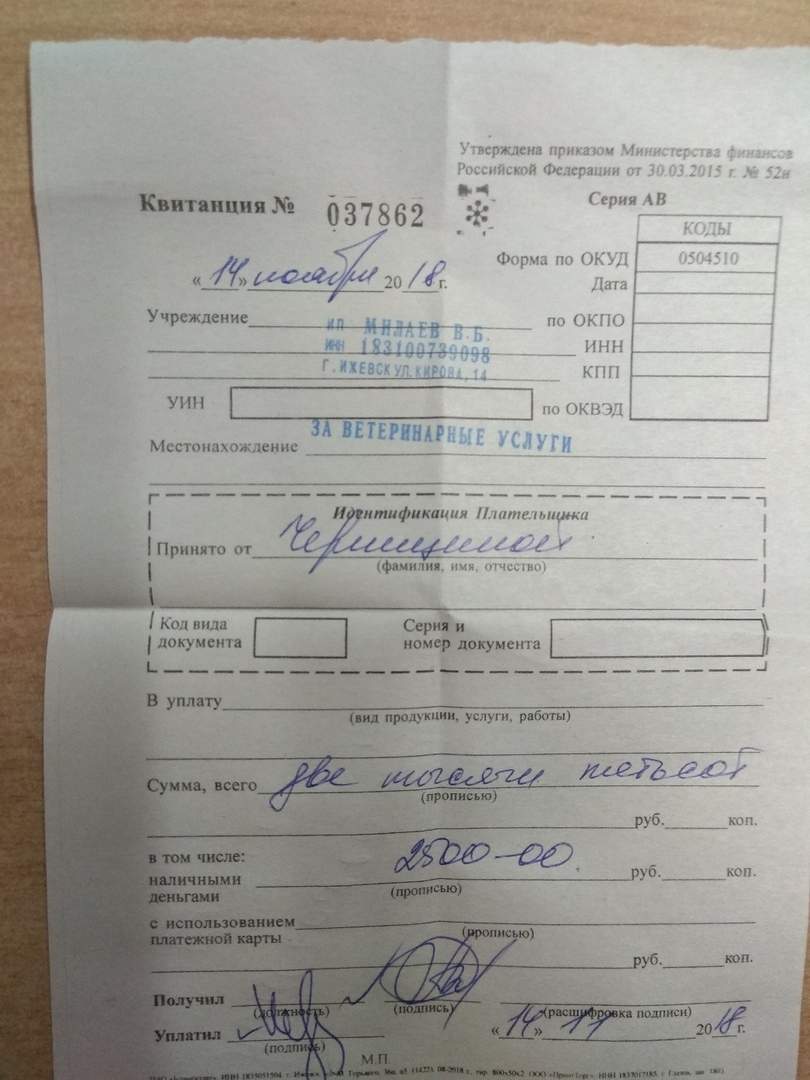 Утверждена приказом Министерства финансов
Российской Федерации от 30.03.2015 г. № 52н
Квитанция № 037862
Серия АВ
КОДЫ
Форма по ОКУД 0504510
« 14 » ноября 20 18 г.
Дата
Учреждение по ОКПО
ИП МИЛАЕВ В.Б.
ИНН 183100739098
ИНН
Г. ИЖЕВСК УЛ. КИРОВА, 14
КПП
УИН по ОКВЭД
ЗА ВЕТЕРИНАРНЫЕ УСЛУГИ
Местонахождение
Идентификация Плательщика
Принято от
(фамилия, имя, отчество)
Код вида документа
Серия и номер документа
В уплату
(вид продукции, услуги, работы)
Сумма, всего две тысячи пятьсот
(прописью)
руб. коп.
в том числе:
наличными 2500-00 руб. коп.
деньгами (прописью)
с использованием
платежной карты (прописью)
руб. коп.
Получил
(должность) (подпись) (расшифровка подписи)
Уплатил « 14 » 11 20 18 г.
(подпись)
М.П.